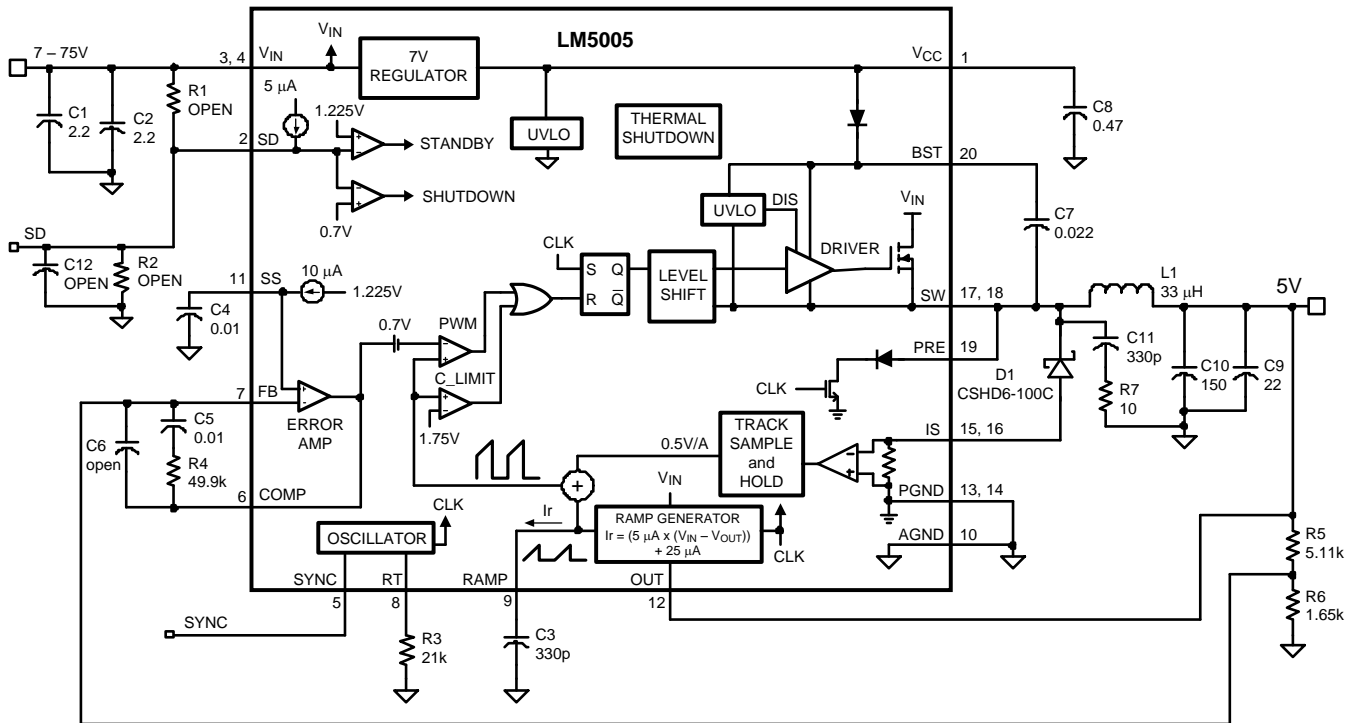 LM5005
7 – 75V
3, 4
VIN
VIN
7V
REGULATOR
VCC
1
R1
OPEN
5 µA
C1
2.2
C2
2.2
1.225V
STANDBY
UVLO
THERMAL
SHUTDOWN
C8
0.47
2
SD
SHUTDOWN
0.7V
BST
20
UVLO
DIS
VIN
DRIVER
C7
0.022
SD
C12
OPEN
R2
OPEN
CLK
S
Q
R
Q
LEVEL
SHIFT
11
SS
10 µA
1.225V
C4
0.01
SW
17, 18
L1
33 µH
5V
0.7V
PWM
C_LIMIT
1.75V
PRE
19
CLK
C11
330p
R7
10
D1
CSHD6-100C
C10
150
C9
22
7
FB
ERROR
AMP
C5
0.01
C6
open
R4
49.9k
6
COMP
0.5V/A
TRACK
SAMPLE
and
HOLD
IS
15, 16
PGND
13, 14
AGND
10
+
VIN
Ir
RAMP GENERATOR
Ir = (5 µA x (VIN – VOUT))
+ 25 µA
CLK
CLK
OSCILLATOR
R5
5.11k
R6
1.65k
SYNC
RT
RAMP
OUT
5
8
9
12
SYNC
R3
21k
C3
330p